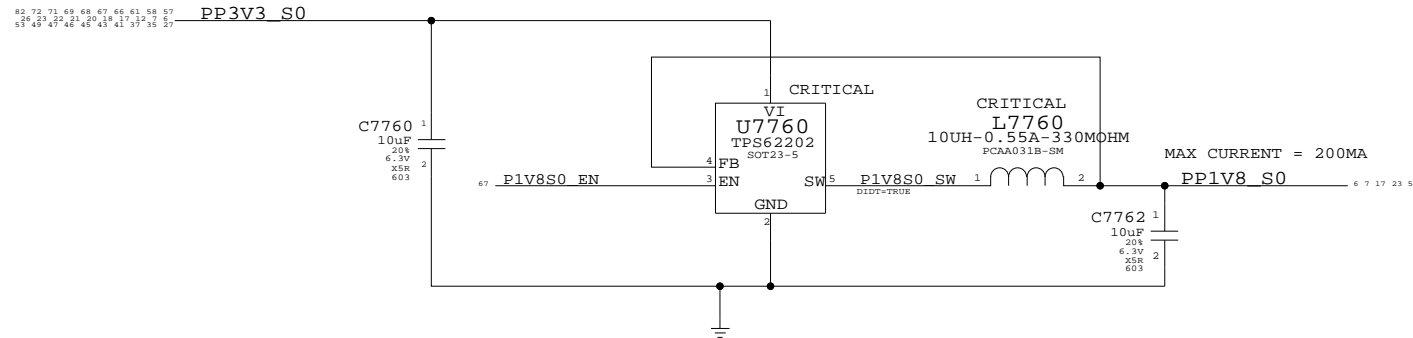 82 72 71 69 68 67 66 61 58 57
26 23 22 21 20 18 17 12 7 6
53 49 47 46 45 43 41 37 35 27
PP3V3_S0
1
CRITICAL
VI
U7760
TPS62202
SOT23-5
4 FB
67 P1V8S0_EN 3 EN
SW 5
GND
2
C7760 1
10uF
20%
6.3V
X5R 2
603
P1V8S0_SW
DIDT=TRUE
CRITICAL
L7760
10UH-0.55A-330MOHM
PCAA031B-SM
1 2
MAX CURRENT = 200MA
PP1V8_S0
6 7 17 23 5
C7762 1
10uF
20%
6.3V
X5R 2
603